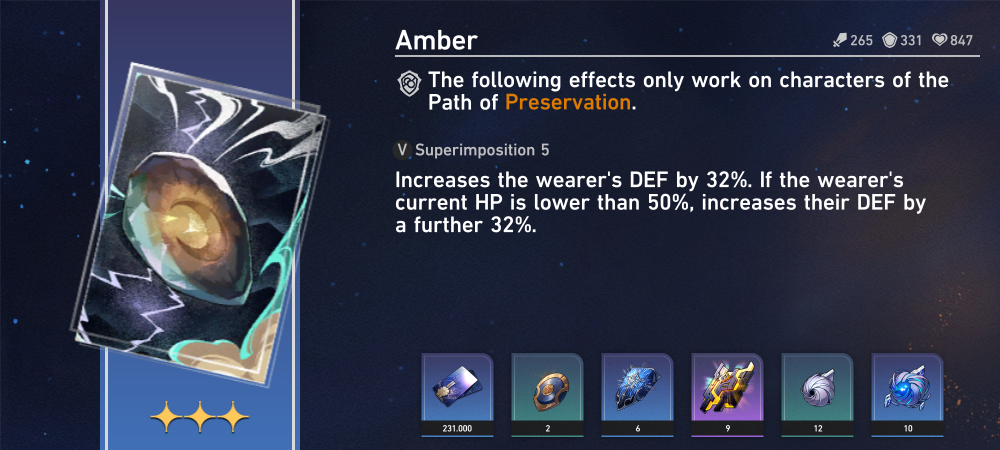 Amber
265 331 847
The following effects only work on characters of the
Path of Preservation.
V Superimposition 5
Increases the wearer's DEF by 32%. If the wearer's
current HP is lower than 50%, increases their DEF by
a further 32%.
231.000 2 6 9 12 10